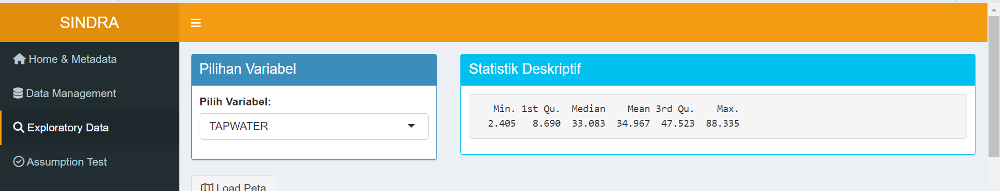 SINDRA
Home & Metadata
Data Management
Exploratory Data
Assumption Test
Pilihan Variabel
Pilih Variabel:
TAPWATER
Load Peta
Statistik Deskriptif
Min. 1st Qu. Median Mean 3rd Qu. Max.
2.405 8.690 33.083 34.967 47.523 88.335